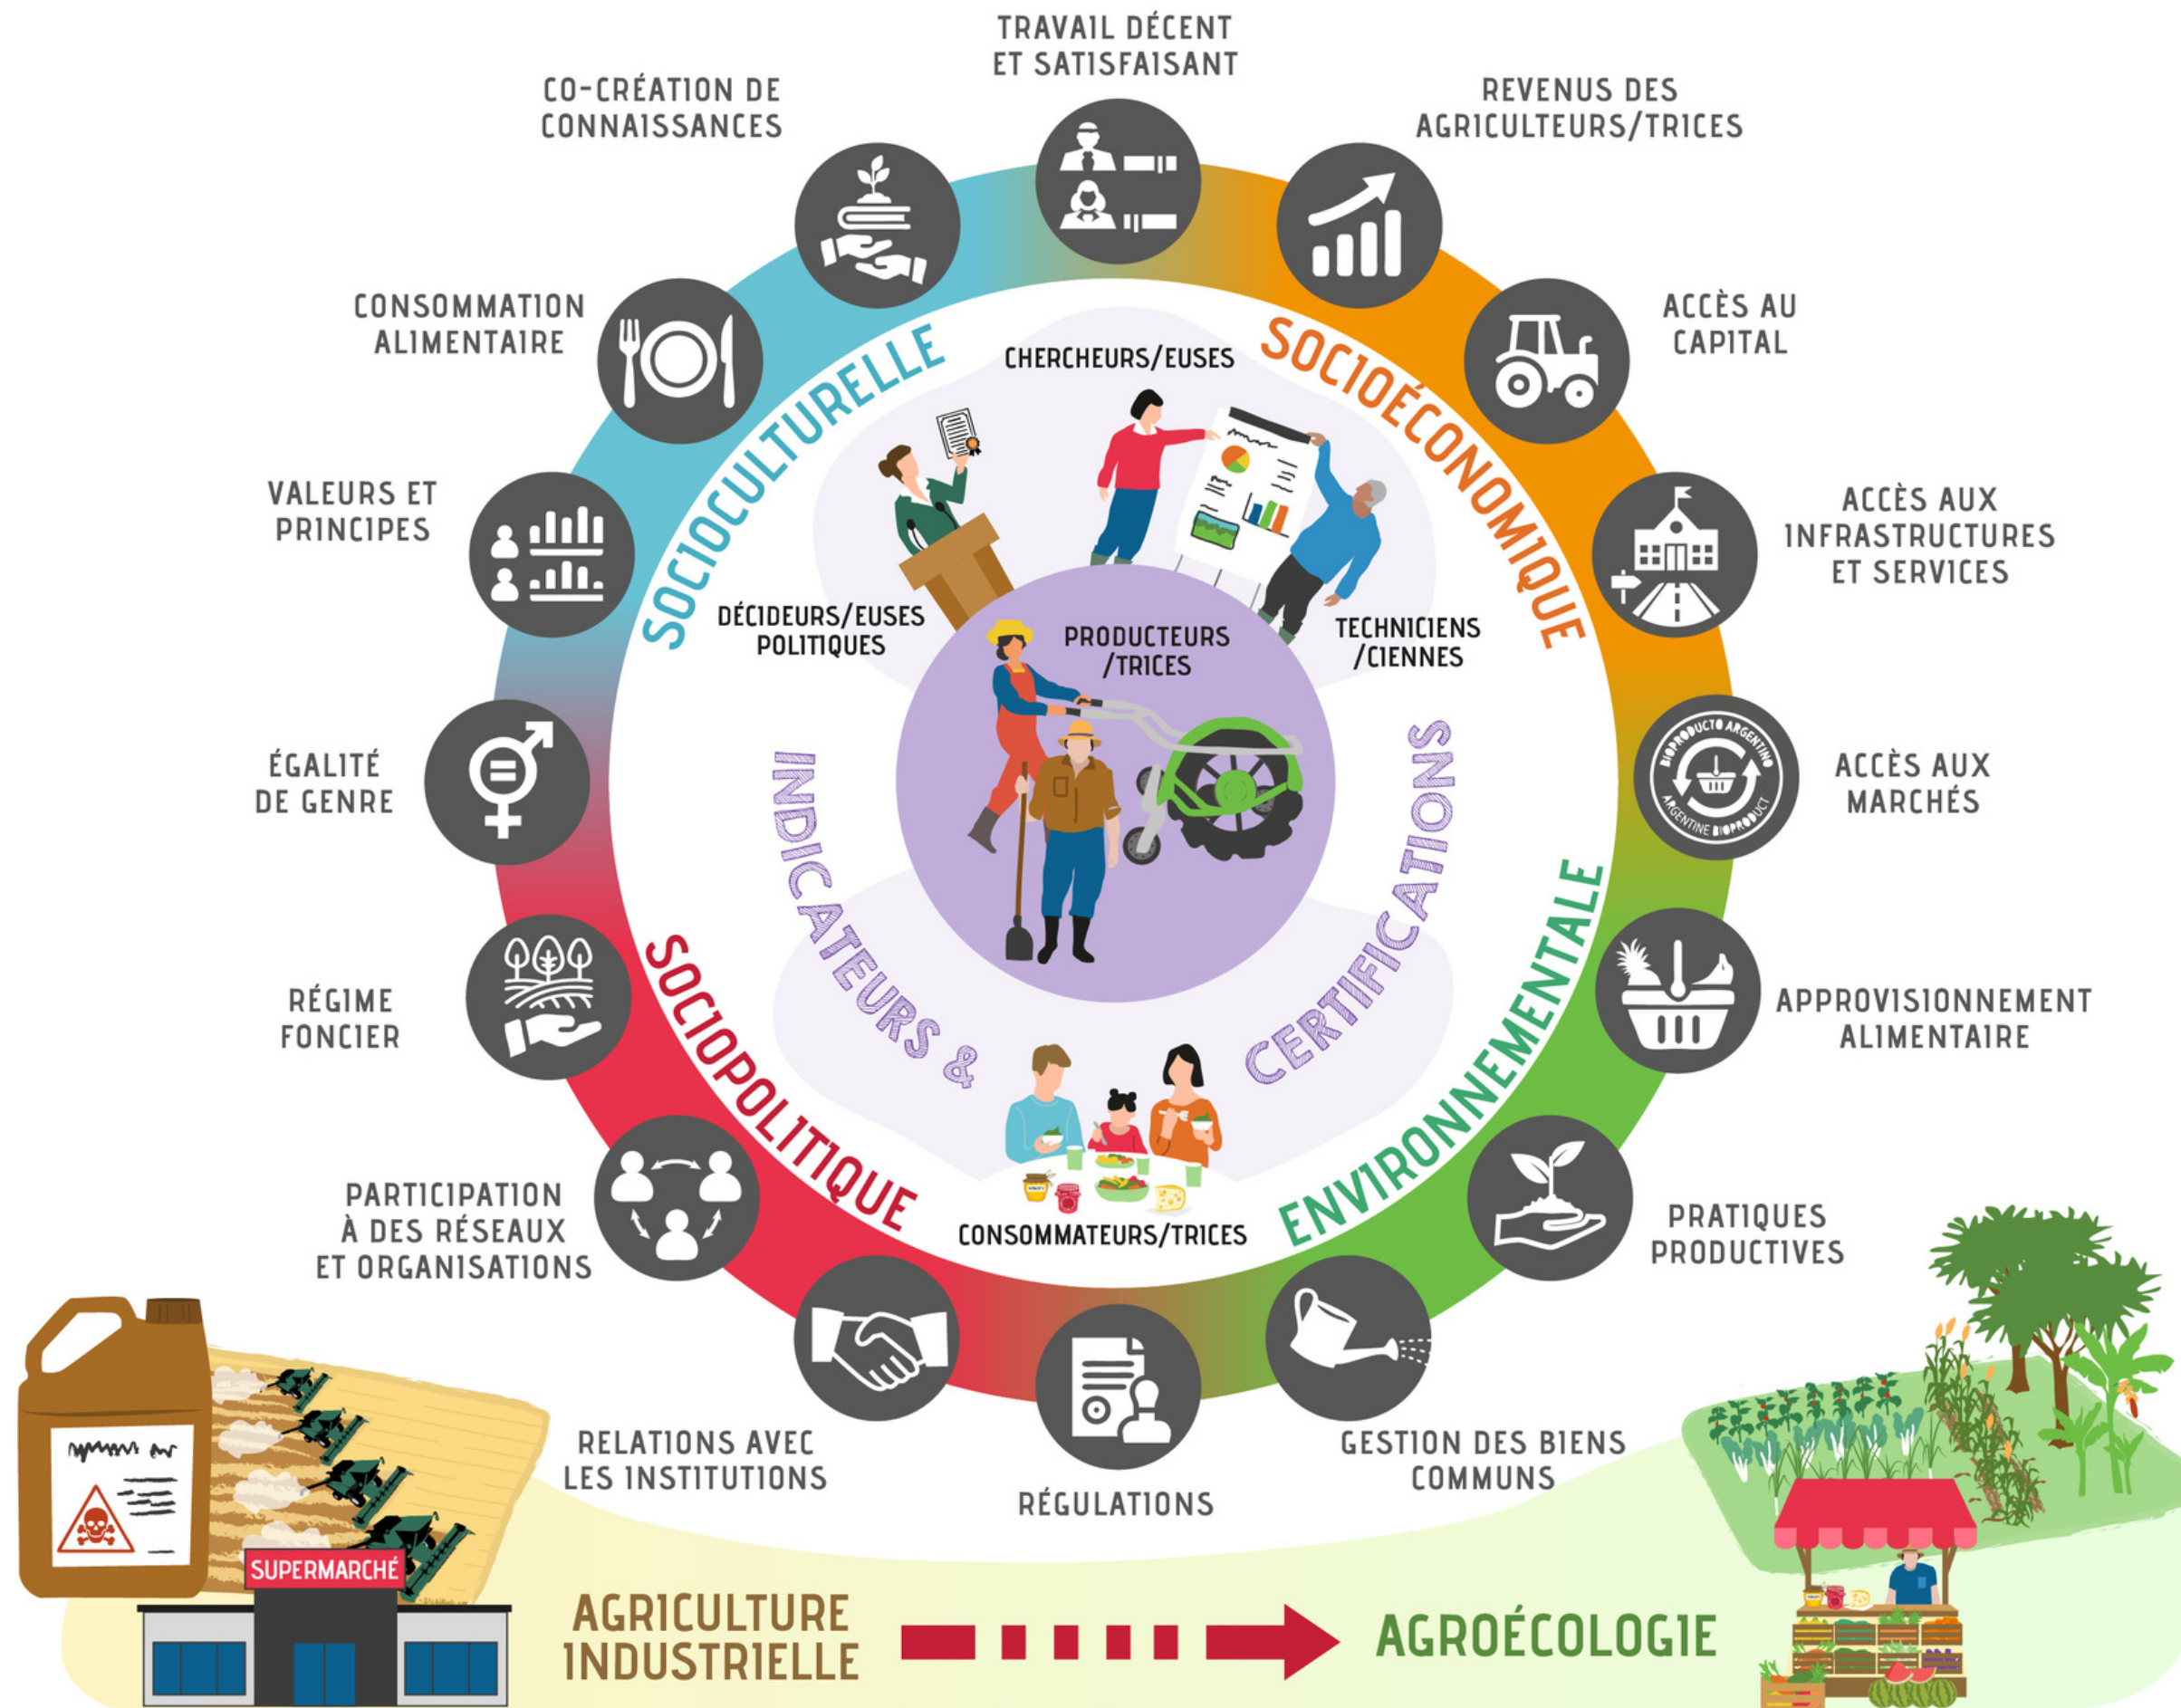 TRAVAIL DÉCENT
ET SATISFAISANT
CO-CRÉATION DE
CONNAISSANCES
REVENUS DES
AGRICULTEURS/TRICES
CONSOMMATION
ALIMENTAIRE
ACCÈS AU
CAPITAL
VALEURS ET
PRINCIPES
ACCÈS AUX
INFRASTRUCTURES
ET SERVICES
ÉGALITÉ
DE GENRE
ACCÈS AUX
MARCHÉS
BIOPRODUCTO ARGENTINO
ARGENTINE BIOPRODUCT
RÉGIME
FONCIER
APPROVISIONNEMENT
ALIMENTAIRE
PARTICIPATION
À DES RÉSEAUX
ET ORGANISATIONS
PRATIQUES
PRODUCTIVES
RELATIONS AVEC
LES INSTITUTIONS
RÉGULATIONS
GESTION DES BIENS
COMMUNS
SOCIOCULTURELLE
SOCIOÉCONOMIQUE
SOCIOPOLITIQUE
ENVIRONNEMENTALE
CHERCHEURS/EUSES
DÉCIDEURS/EUSES
POLITIQUES
PRODUCTEURS
/TRICES
TECHNICIENS
/CIENNES
INDICATEURS &
CERTIFICATIONS
CONSOMMATEURS/TRICES
SUPERMARCHÉ
AGRICULTURE
INDUSTRIELLE
AGROÉCOLOGIE